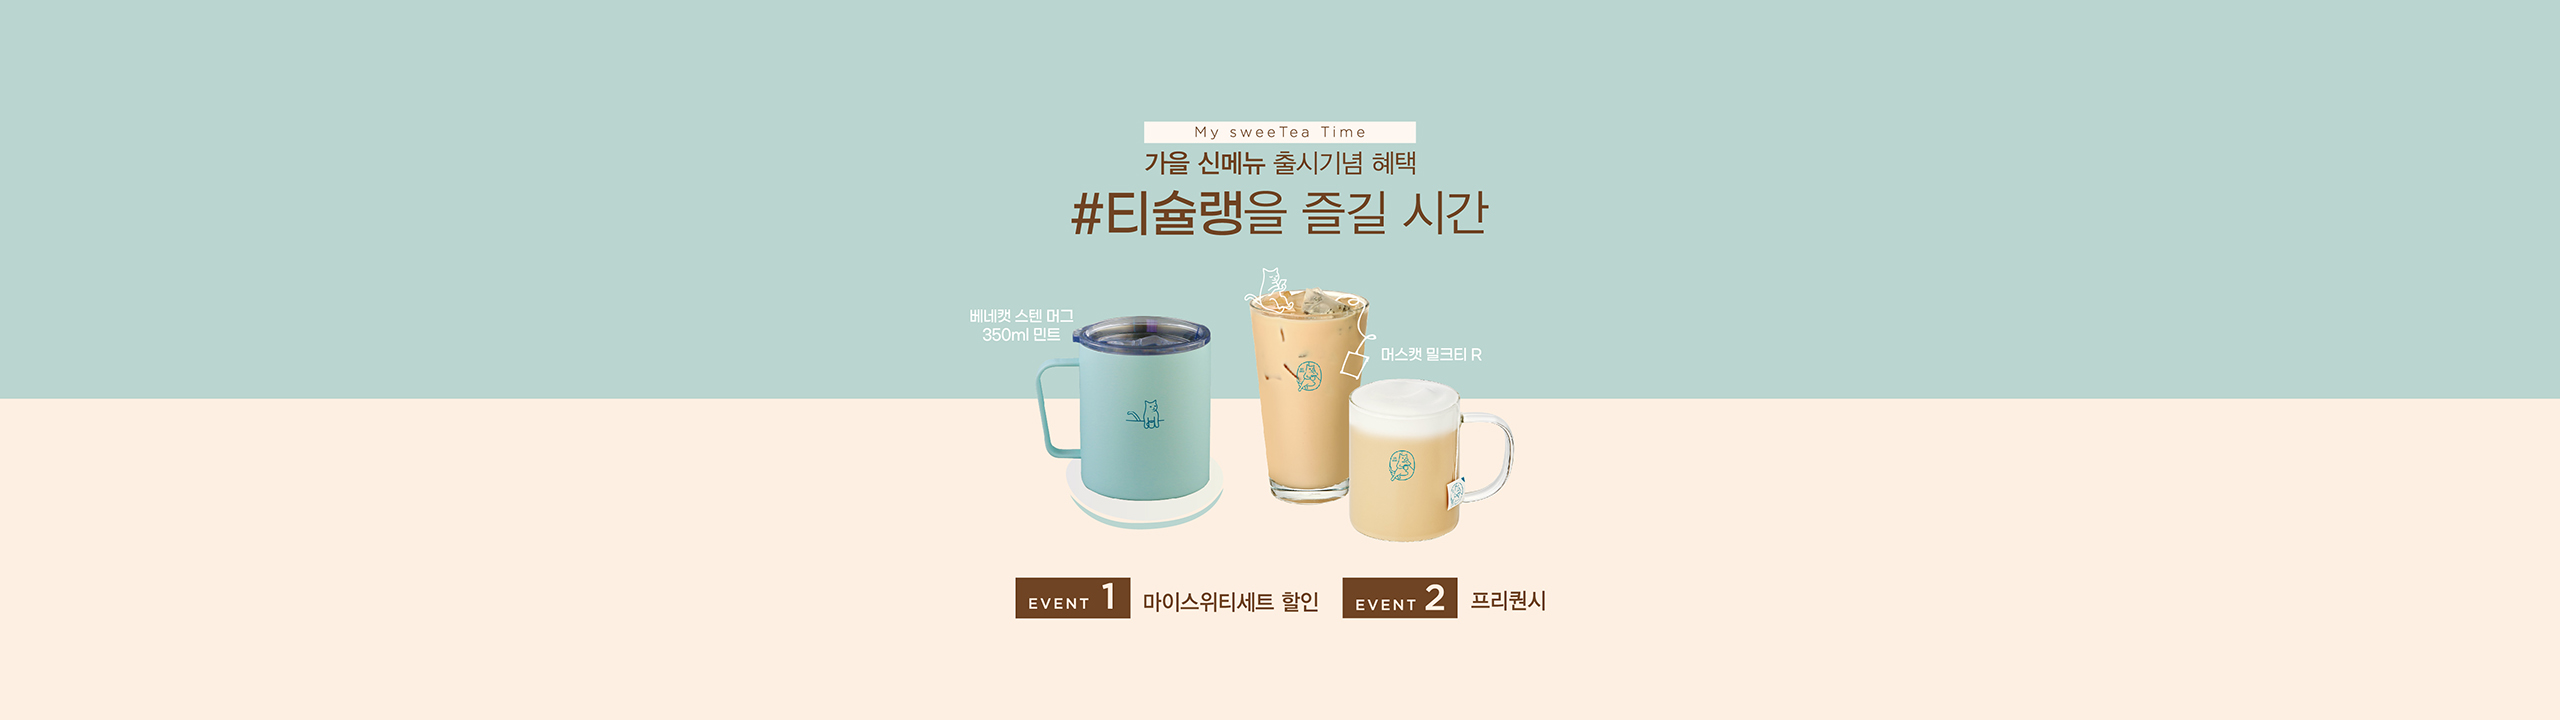 My sweeTea Time
가을 신메뉴 출시기념 혜택
#티슐랭을 즐길 시간
베네캣 스텐 머그
350ml 민트
머스캣 밀크티 R
EVENT 1 마이스위티세트 할인
EVENT 2 프리퀀시